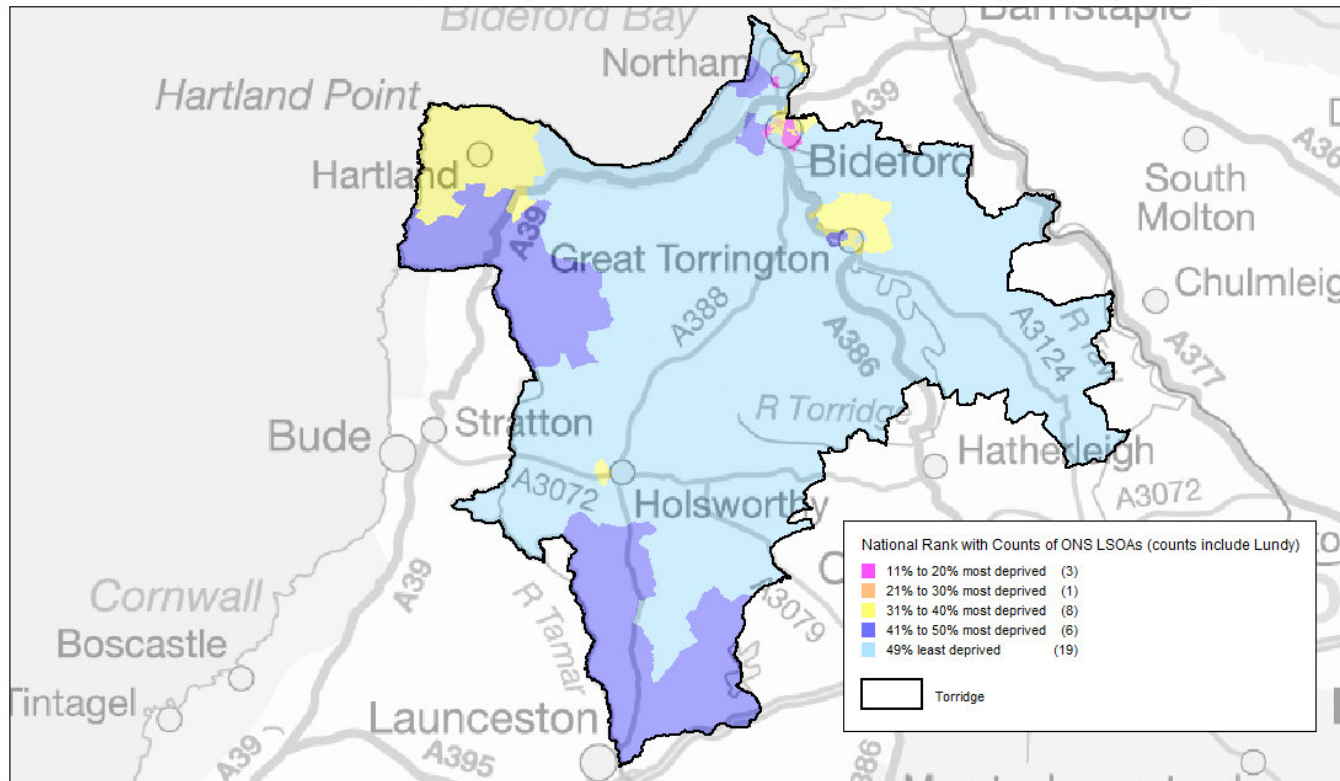 Bideford Bay
Barnstaple
Northam
A39
Hartland Point
A36
Hartland
Bideford
South
Molton
A39
Great Torrington
Chulmleigh
A388
A386
A3124
A377
R Torridge
Stratton
Bude
Hatherleigh
A3072
A3072
Holsworthy
National Rank with Counts of ONS LSOAs (counts include Lundy)
11% to 20% most deprived (3)
21% to 30% most deprived (1)
31% to 40% most deprived (8)
41% to 50% most deprived (6)
49% least deprived (19)
Torridge
Cornwall
A39
R Tamar
A3079
Boscastle
Tintagel
Launceston
A39
A395
A386